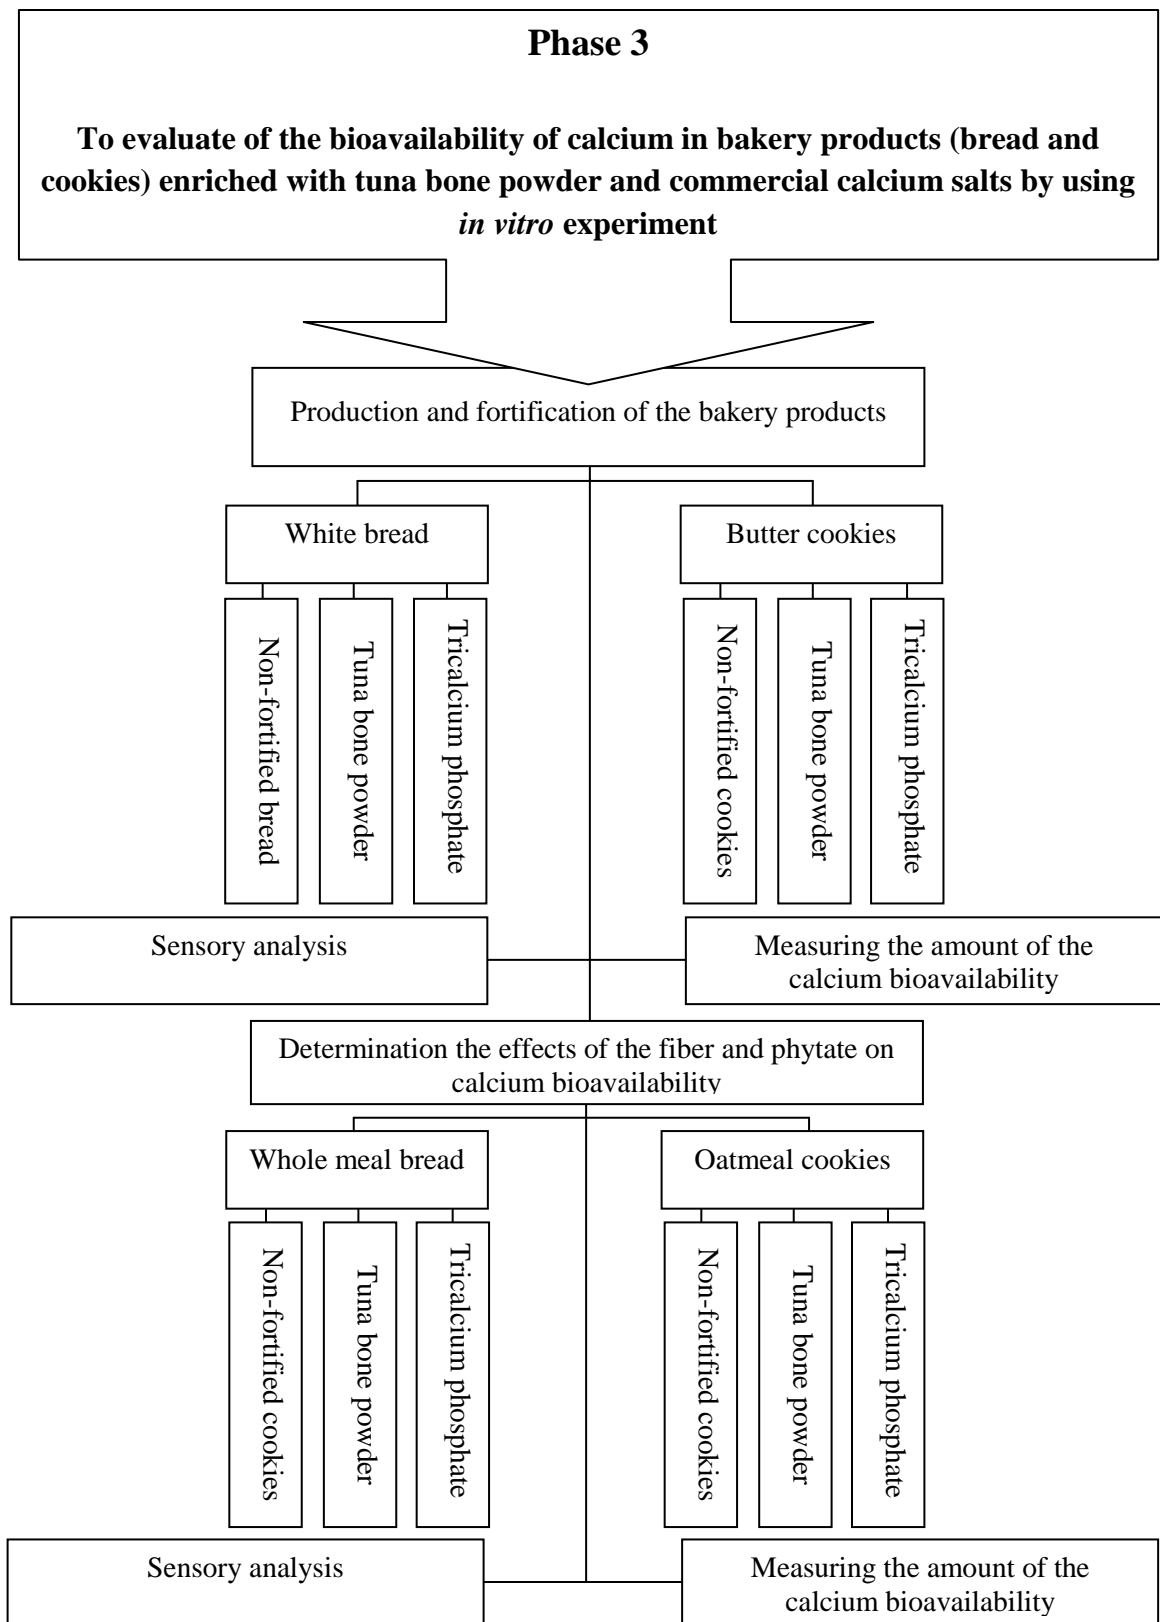 Phase 3
To evaluate of the bioavailability of calcium in bakery products (bread and
cookies) enriched with tuna bone powder and commercial calcium salts by using
in vitro experiment
Production and fortification of the bakery products
White bread
Butter cookies
Non-fortified bread
Tuna bone powder
Tricalcium phosphate
Non-fortified cookies
Tuna bone powder
Tricalcium phosphate
Sensory analysis
Measuring the amount of the
calcium bioavailability
Determination the effects of the fiber and phytate on
calcium bioavailability
Whole meal bread
Oatmeal cookies
Non-fortified cookies
Tuna bone powder
Tricalcium phosphate
Non-fortified cookies
Tuna bone powder
Tricalcium phosphate
Sensory analysis
Measuring the amount of the
calcium bioavailability